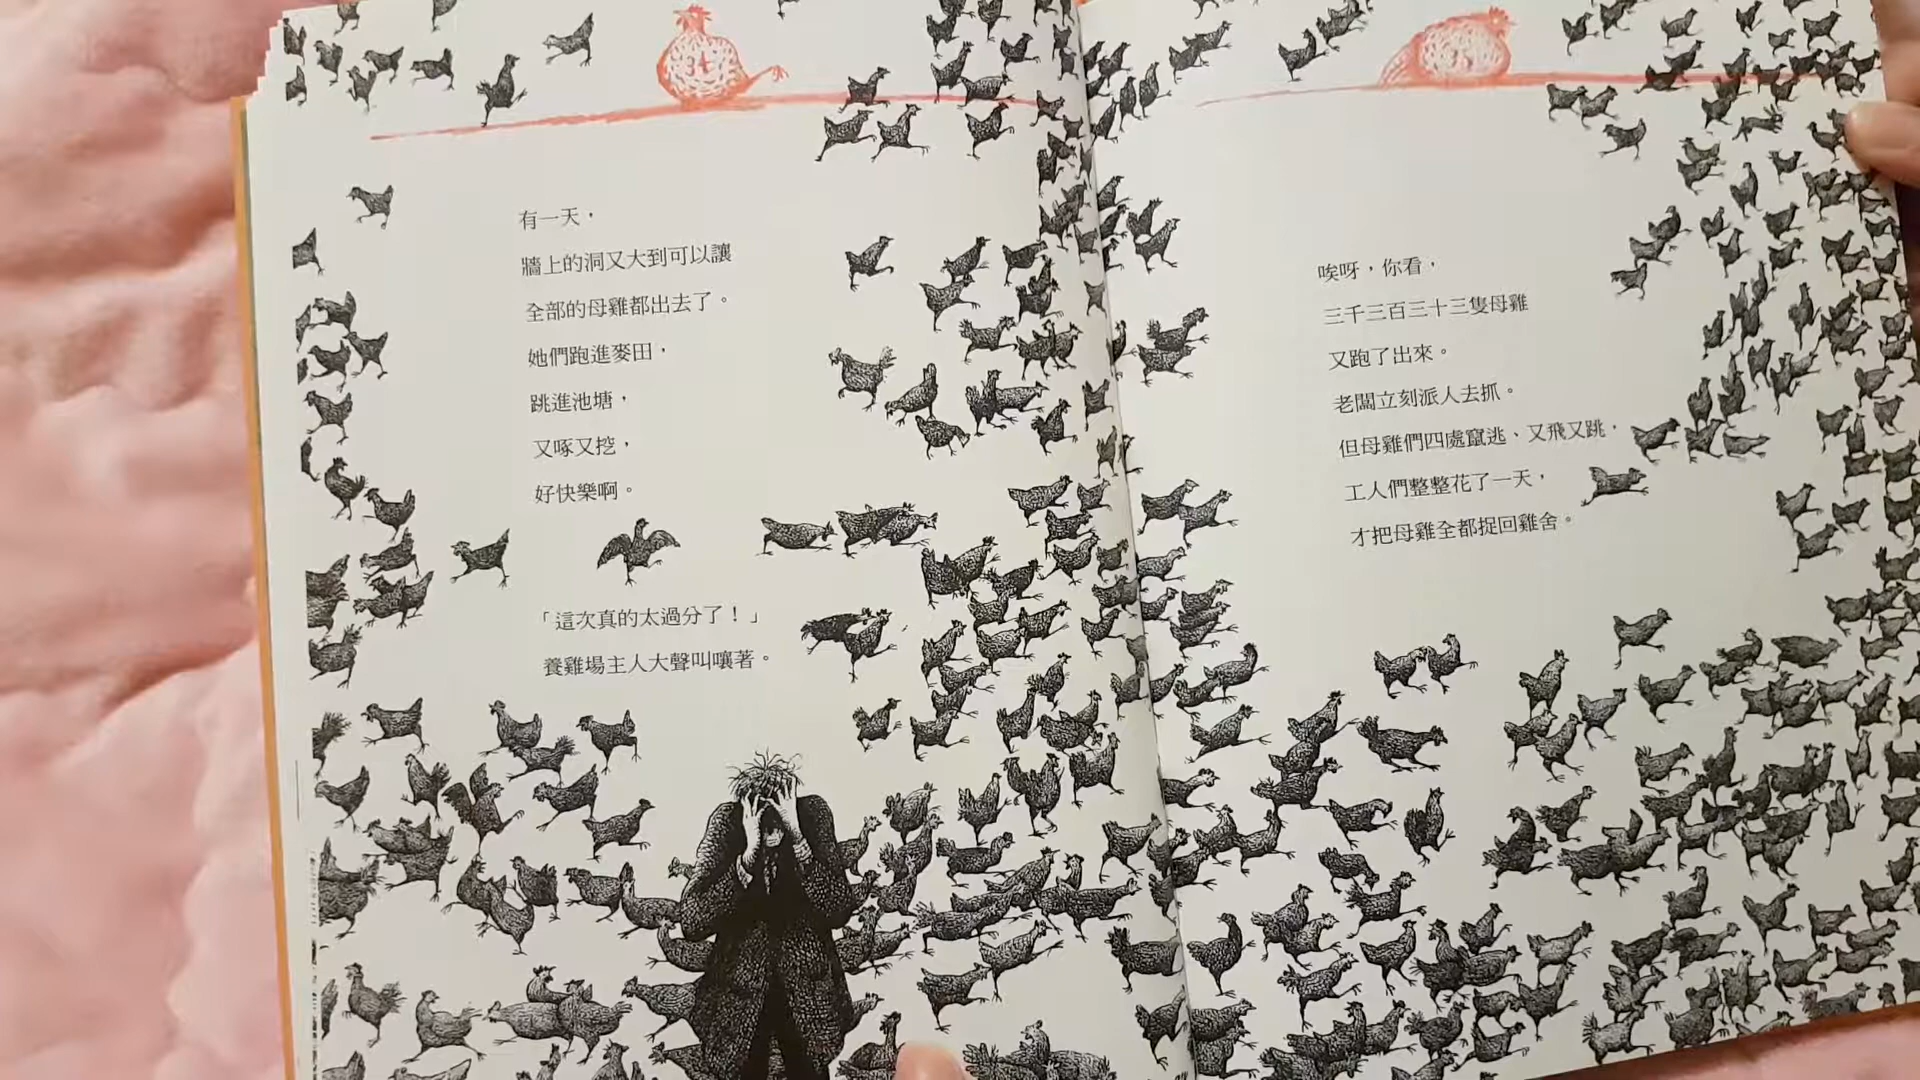 34
有一天，
牆上的洞又大到可以讓
全部的母雞都出去了。
她們跑進麥田，
跳進池塘，
又啄又挖，
好快樂啊。
「這次真的太過分了！」
養雞場主人大聲叫嚷著。
35
唉呀，你看，
三千三百三十三隻母雞
又跑了出來。
老闆立刻派人去抓。
但母雞們四處竄逃、又飛又跳，
工人們整整花了一天，
才把母雞全都捉回雞舍。